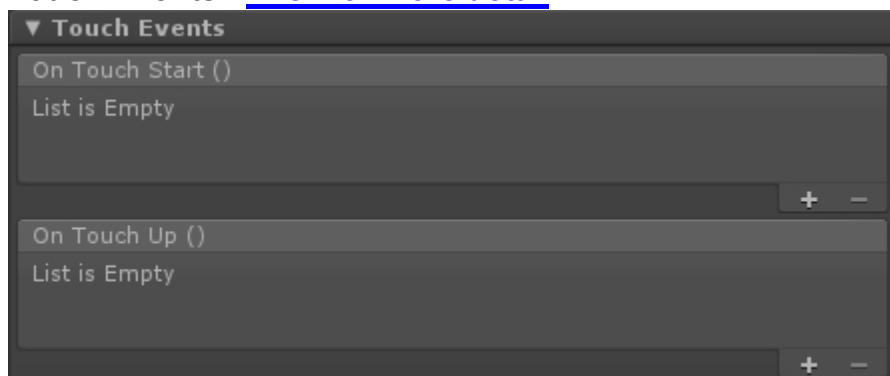 ▼ Touch Events
On Touch Start ()
List is Empty
+ −
On Touch Up ()
List is Empty
+ −